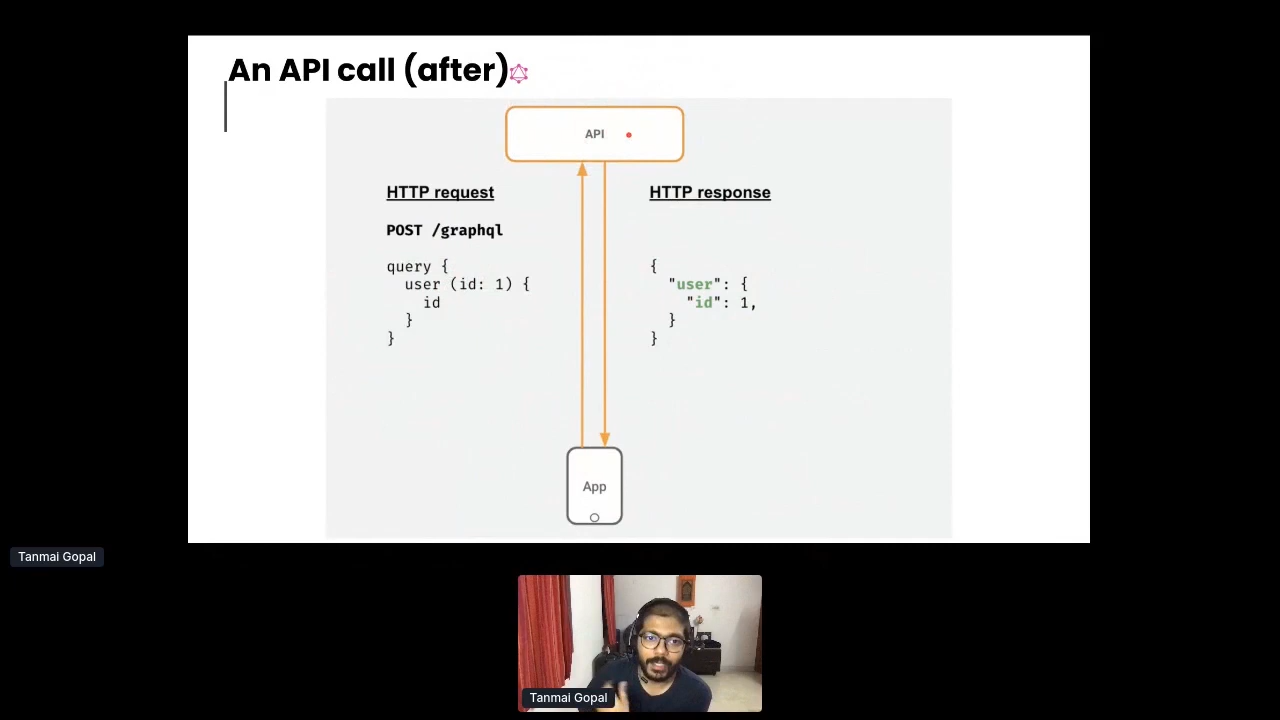 An API call (after)
API
HTTP request
POST /graphql
query {
  user (id: 1) {
    id
  }
}
HTTP response
{
  "user": {
    "id": 1,
  }
}
App
Tanmai Gopal
Tanmai Gopal